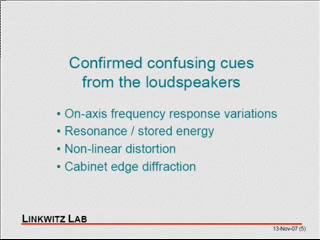 Confirmed confusing cues
from the loudspeakers
• On-axis frequency response variations
• Resonance / stored energy
• Non-linear distortion
• Cabinet edge diffraction
LINKWITZ LAB
13-Nov-07 (5)